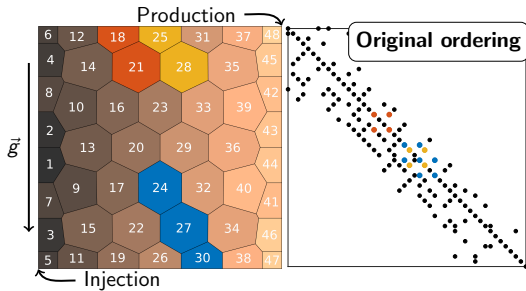 Production
Original ordering
6 12 18 25 31 37 48
4 14 21 28 35 45
8 10 16 23 33 39 42
2 13 20 29 36 43
1 9 17 24 32 40 44
7 15 22 27 34 41
3 46
5 11 19 26 30 38 47
g
Injection